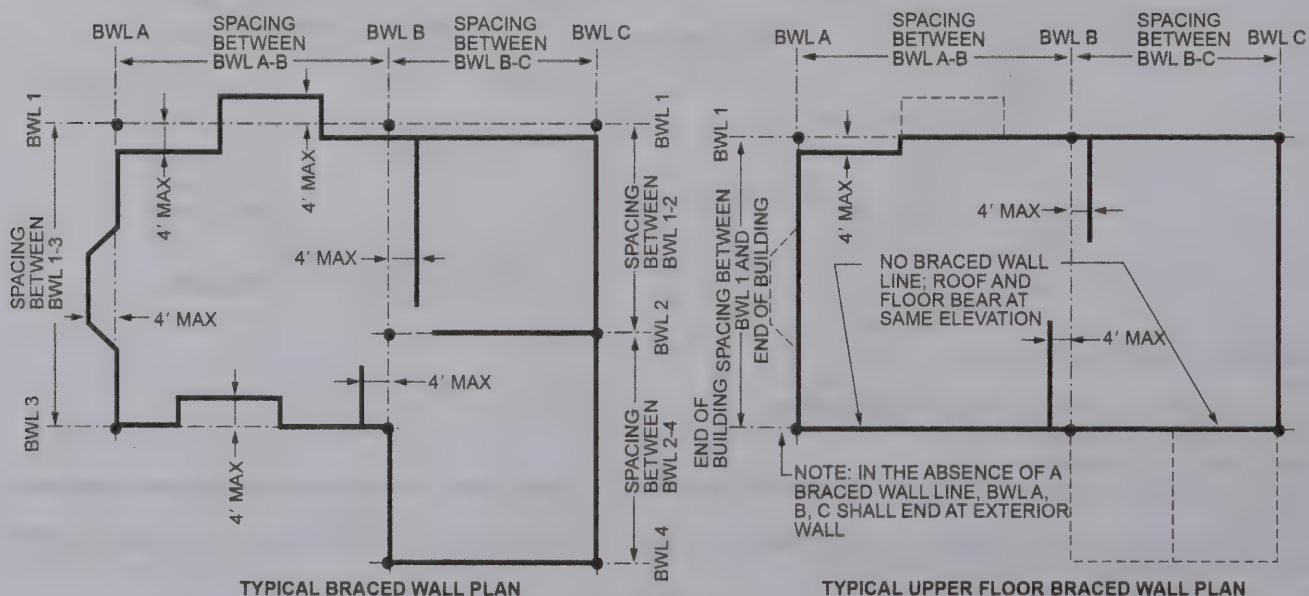 BWL A
SPACING
BETWEEN
BWL A-B
BWL B
SPACING
BETWEEN
BWL B-C
BWL C
BWL 1
BWL 1
4' MAX
4' MAX
SPACING
BETWEEN
BWL 1-3
4' MAX
SPACING
BETWEEN
BWL 1-2
4' MAX
BWL 2
4' MAX
BWL 3
4' MAX
SPACING
BETWEEN
BWL 2-4
BWL 4
TYPICAL BRACED WALL PLAN
BWL A
SPACING
BETWEEN
BWL A-B
BWL B
SPACING
BETWEEN
BWL B-C
BWL C
BWL 1
4' MAX
4' MAX
SPACING BETWEEN
BWL 1 AND
END OF BUILDING
NO BRACED WALL
LINE; ROOF AND
FLOOR BEAR AT
SAME ELEVATION
4' MAX
END OF
BUILDING
NOTE: IN THE ABSENCE OF A
BRACED WALL LINE, BWL A,
B, C SHALL END AT EXTERIOR
WALL
TYPICAL UPPER FLOOR BRACED WALL PLAN